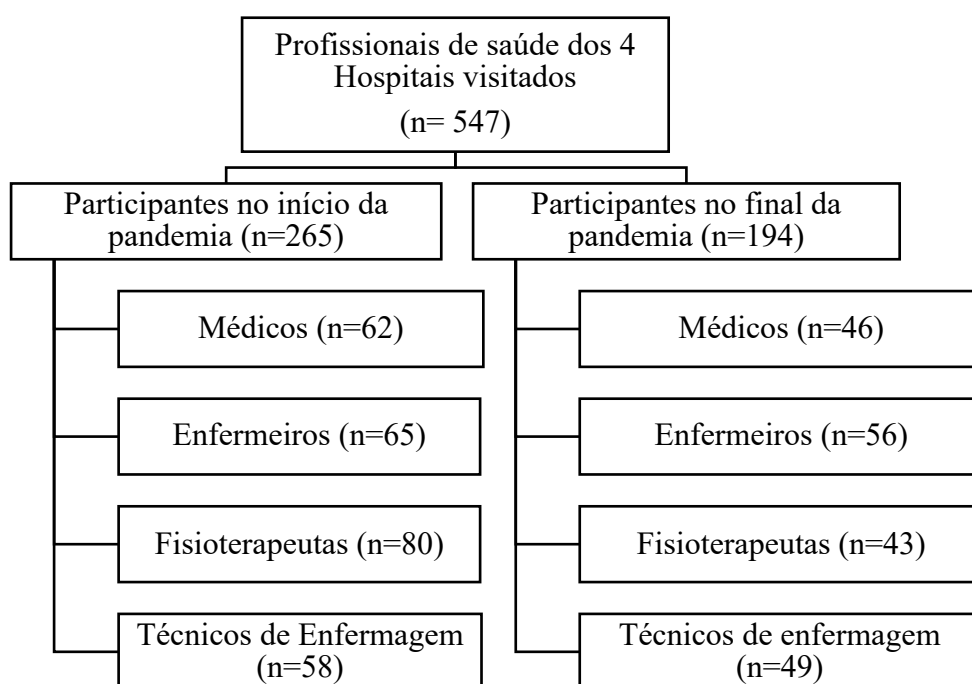 Profissionais de saúde dos 4
Hospitais visitados
(n= 547)
Participantes no início da
pandemia (n=265)
Participantes no final da
pandemia (n=194)
Médicos (n=62)
Médicos (n=46)
Enfermeiros (n=65)
Enfermeiros (n=56)
Fisioterapeutas (n=80)
Fisioterapeutas (n=43)
Técnicos de Enfermagem
(n=58)
Técnicos de enfermagem
(n=49)